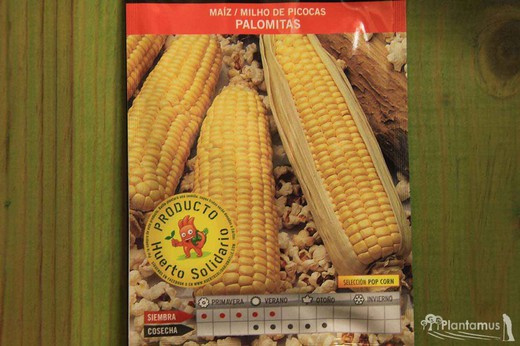 MAÍZ / MILHO DE PICOCAS
PALOMITAS
PRODUCTO
Huerto Solidario
SELECCIÓN POP CORN
PRIMAVERA VERANO OTOÑO INVIERNO
SIEMBRA
COSECHA
Plantamus